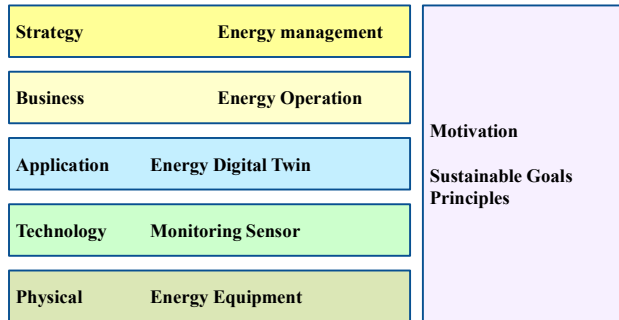 Strategy Energy management
Business Energy Operation
Application Energy Digital Twin
Technology Monitoring Sensor
Physical Energy Equipment
Motivation
Sustainable Goals
Principles